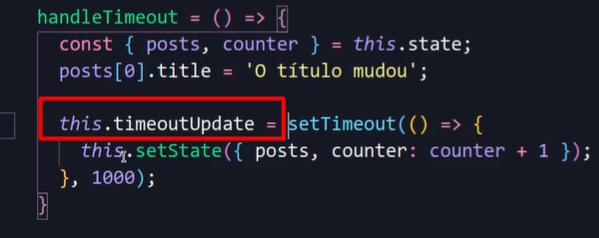 handleTimeout = () => {
const { posts, counter } = this.state;
posts[0].title = 'O título mudou';
this.timeoutUpdate = setTimeout(() => {
this.setState({ posts, counter: counter + 1 });
}, 1000);
}